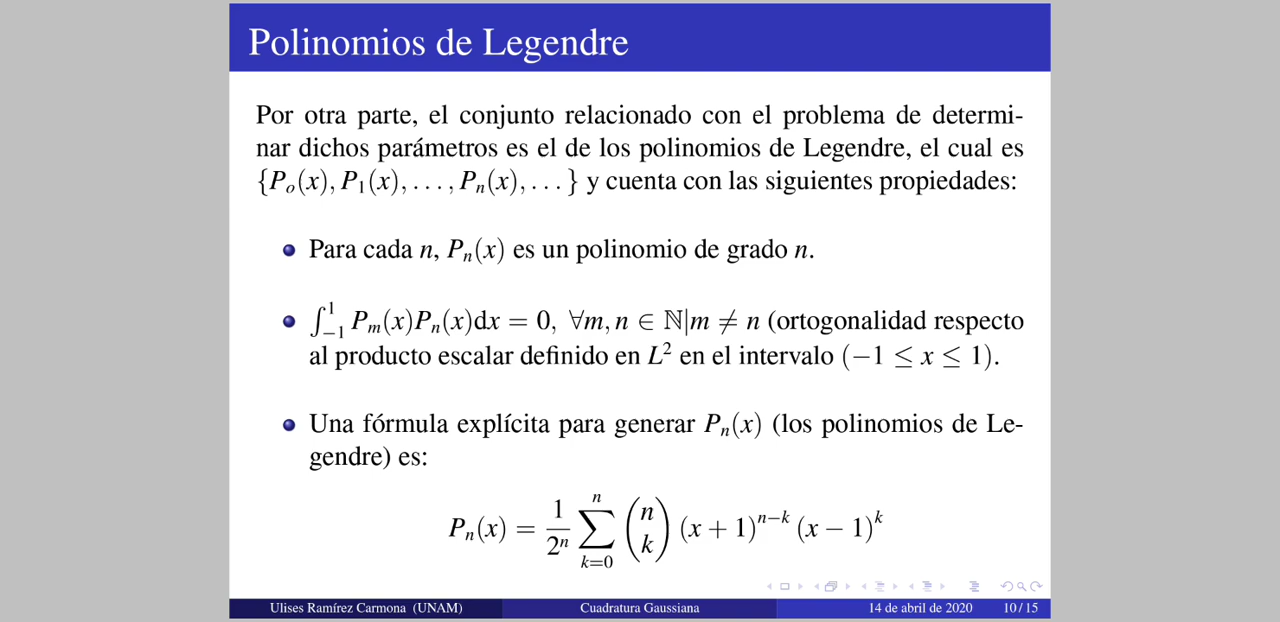 Polinomios de Legendre
Por otra parte, el conjunto relacionado con el problema de determi-
nar dichos parámetros es el de los polinomios de Legendre, el cual es
{P_o(x), P_1(x), . . . , P_n(x), . . . } y cuenta con las siguientes propiedades:
Para cada n, P_n(x) es un polinomio de grado n.
∫_{−1}^{1} P_m(x)P_n(x)dx = 0, ∀m, n ∈ ℕ|m ≠ n (ortogonalidad respecto
al producto escalar definido en L² en el intervalo (−1 ≤ x ≤ 1).
Una fórmula explícita para generar P_n(x) (los polinomios de Le-
gendre) es:
P_n(x) = \frac{1}{2^n} \sum_{k=0}^{n} \binom{n}{k} (x + 1)^{n−k} (x − 1)^k
Ulises Ramírez Carmona (UNAM) Cuadratura Gaussiana 14 de abril de 2020 10 / 15